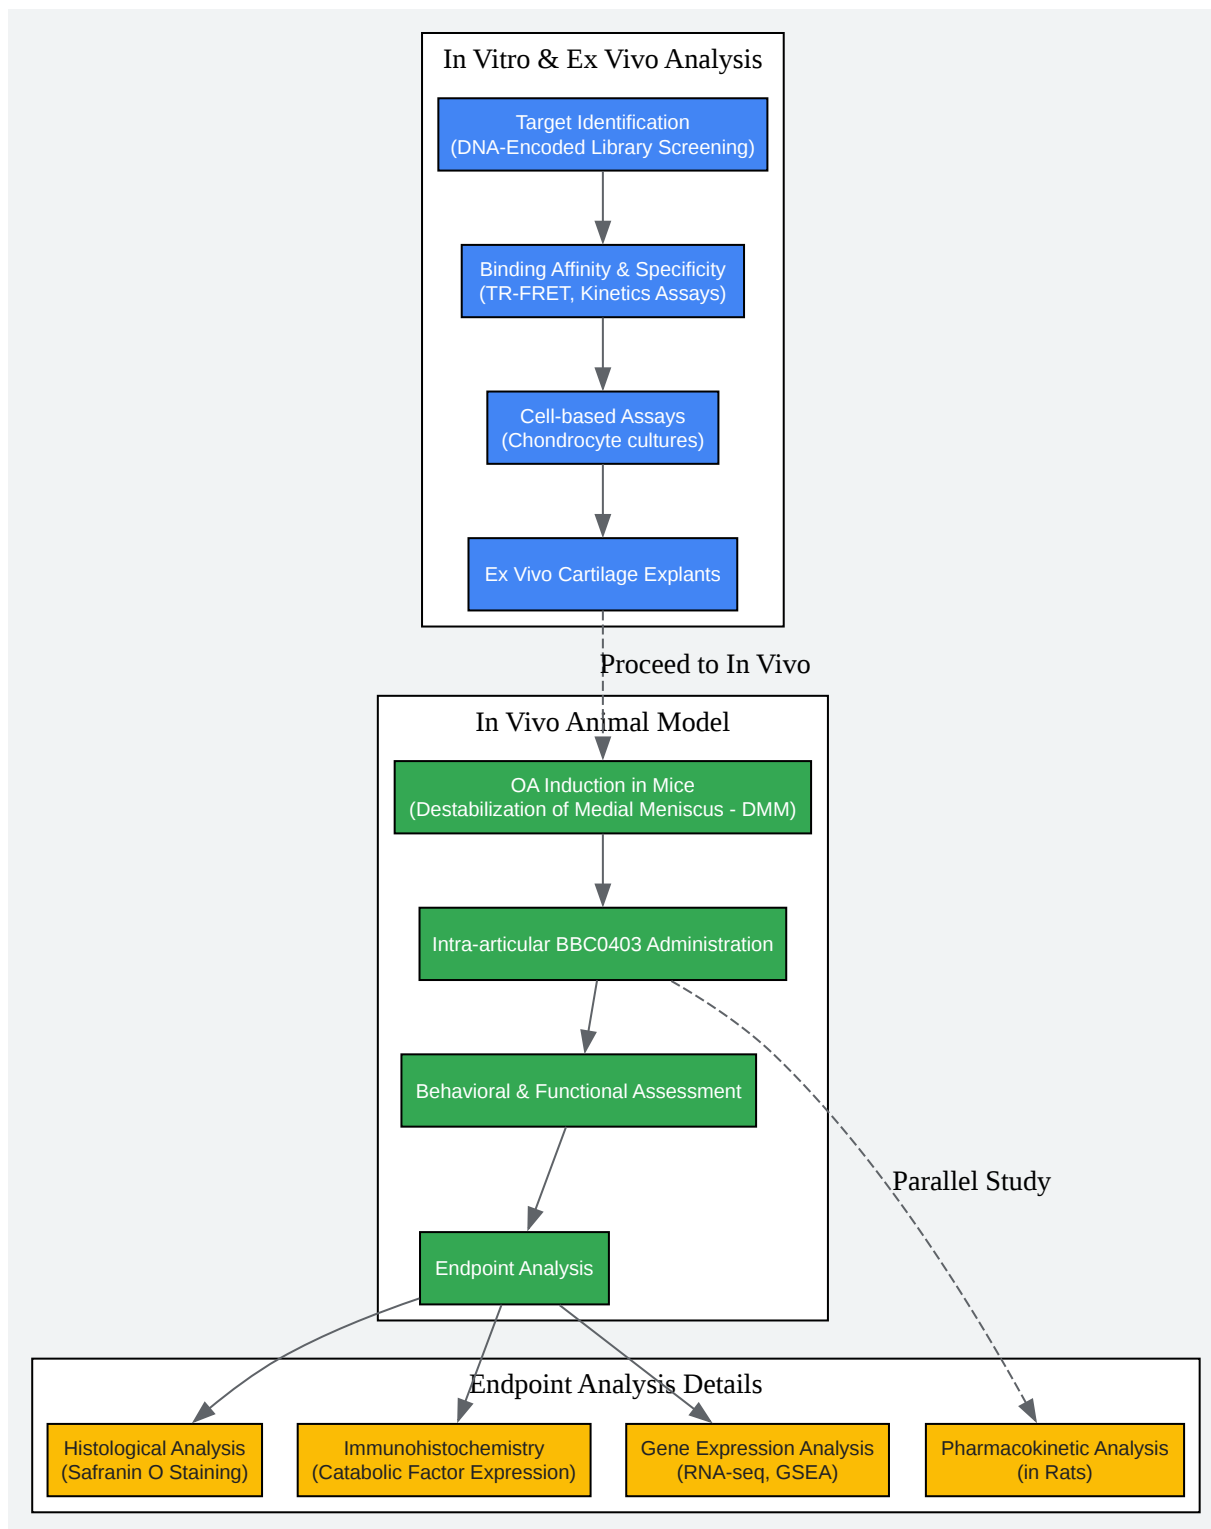 In Vitro & Ex Vivo Analysis
Target Identification
(DNA-Encoded Library Screening)
Binding Affinity & Specificity
(TR-FRET, Kinetics Assays)
Cell-based Assays
(Chondrocyte cultures)
Ex Vivo Cartilage Explants
Proceed to In Vivo
In Vivo Animal Model
OA Induction in Mice
(Destabilization of Medial Meniscus - DMM)
Intra-articular BBC0403 Administration
Behavioral & Functional Assessment
Parallel Study
Endpoint Analysis
Endpoint Analysis Details
Histological Analysis
(Safranin O Staining)
Immunohistochemistry
(Catabolic Factor Expression)
Gene Expression Analysis
(RNA-seq, GSEA)
Pharmacokinetic Analysis
(in Rats)